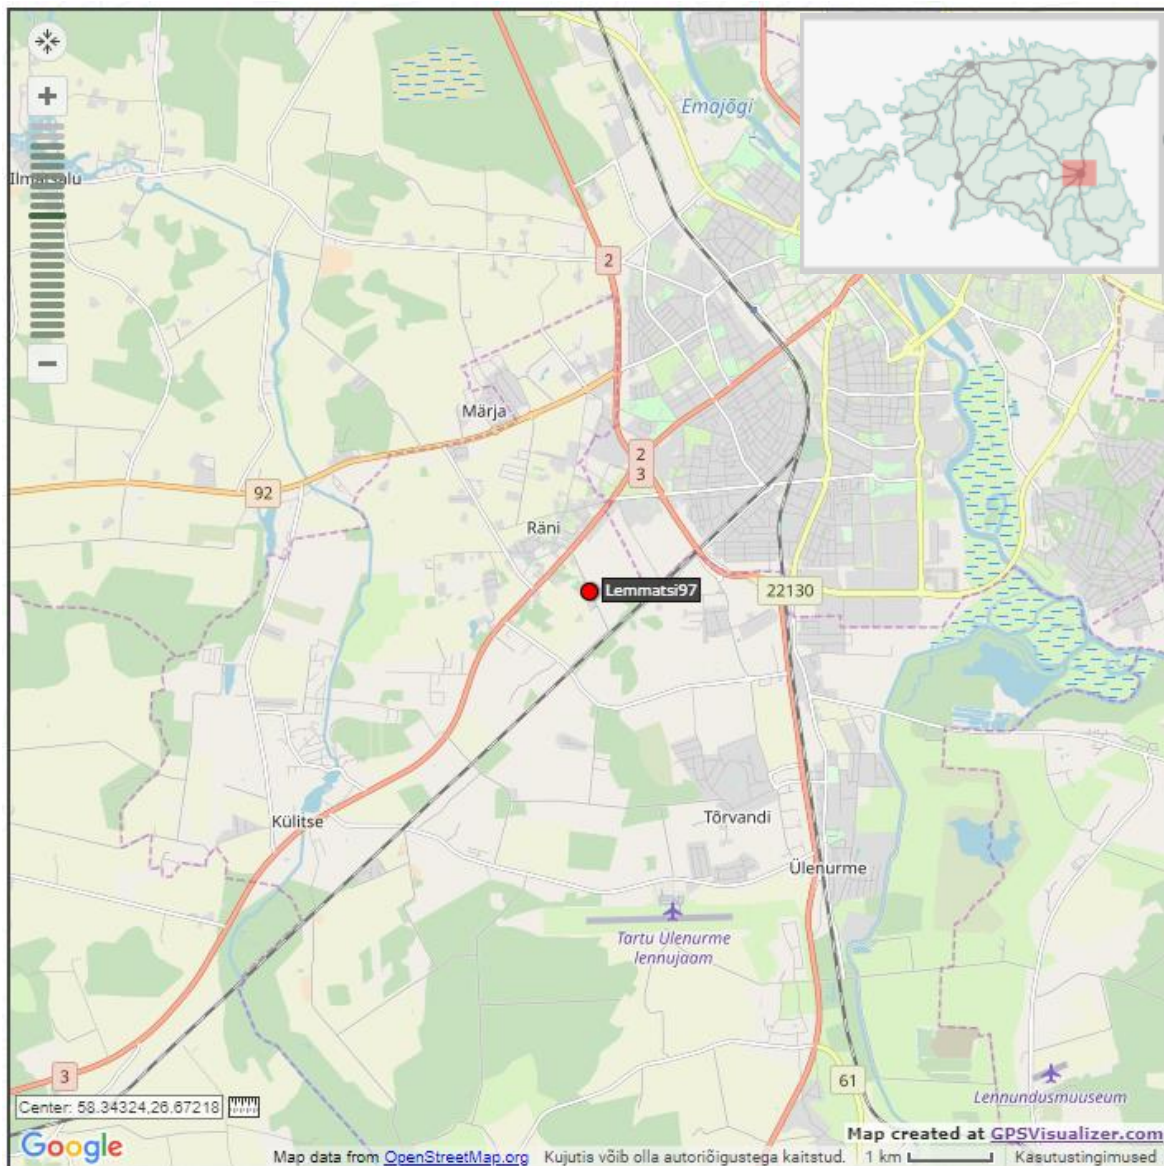 Emajõgi
Ilmatsalu
2
Märja
2
3
92
Räni
Lemmatsi97
22130
Külitse
Tõrvandi
Ülenurme
Tartu Ülenurme
lennujaam
3
61
Lennundusmuuseum
Center: 58.34324,26.67218
Map created at GPSVisualizer.com
Google
Map data from OpenStreetMap.org Kujutis võib olla autoriõigustega kaitstud. 1 km Kasutustingimused